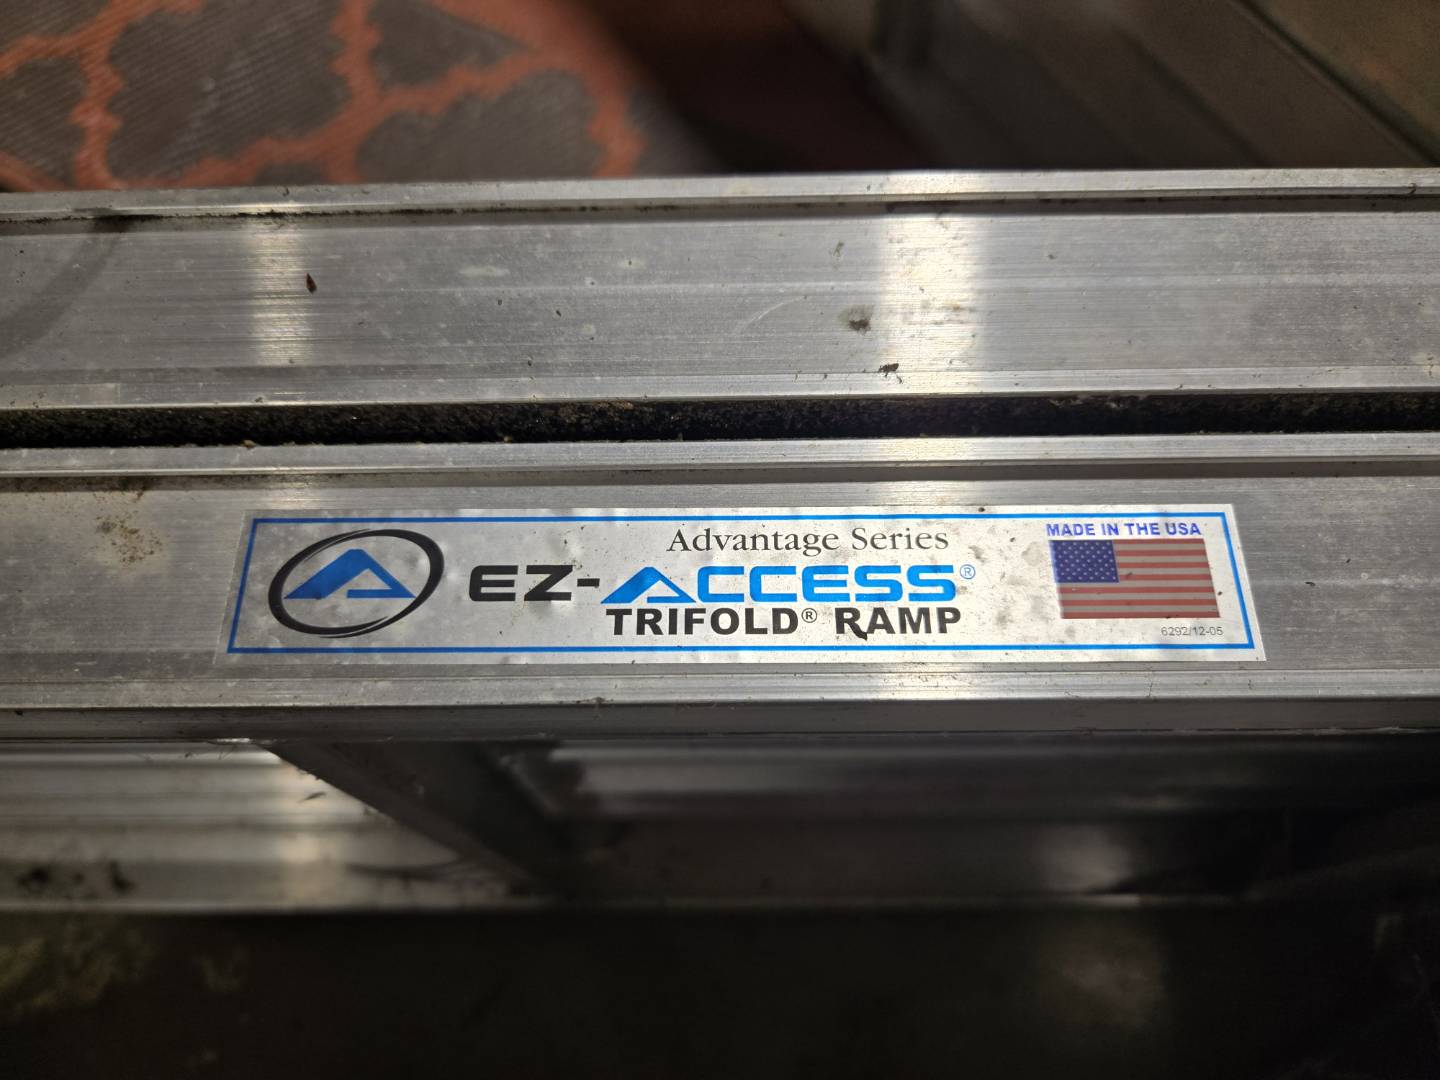 Advantage Series
EZ-ACCESS®
TRIFOLD® RAMP
MADE IN THE USA
6292/12-05